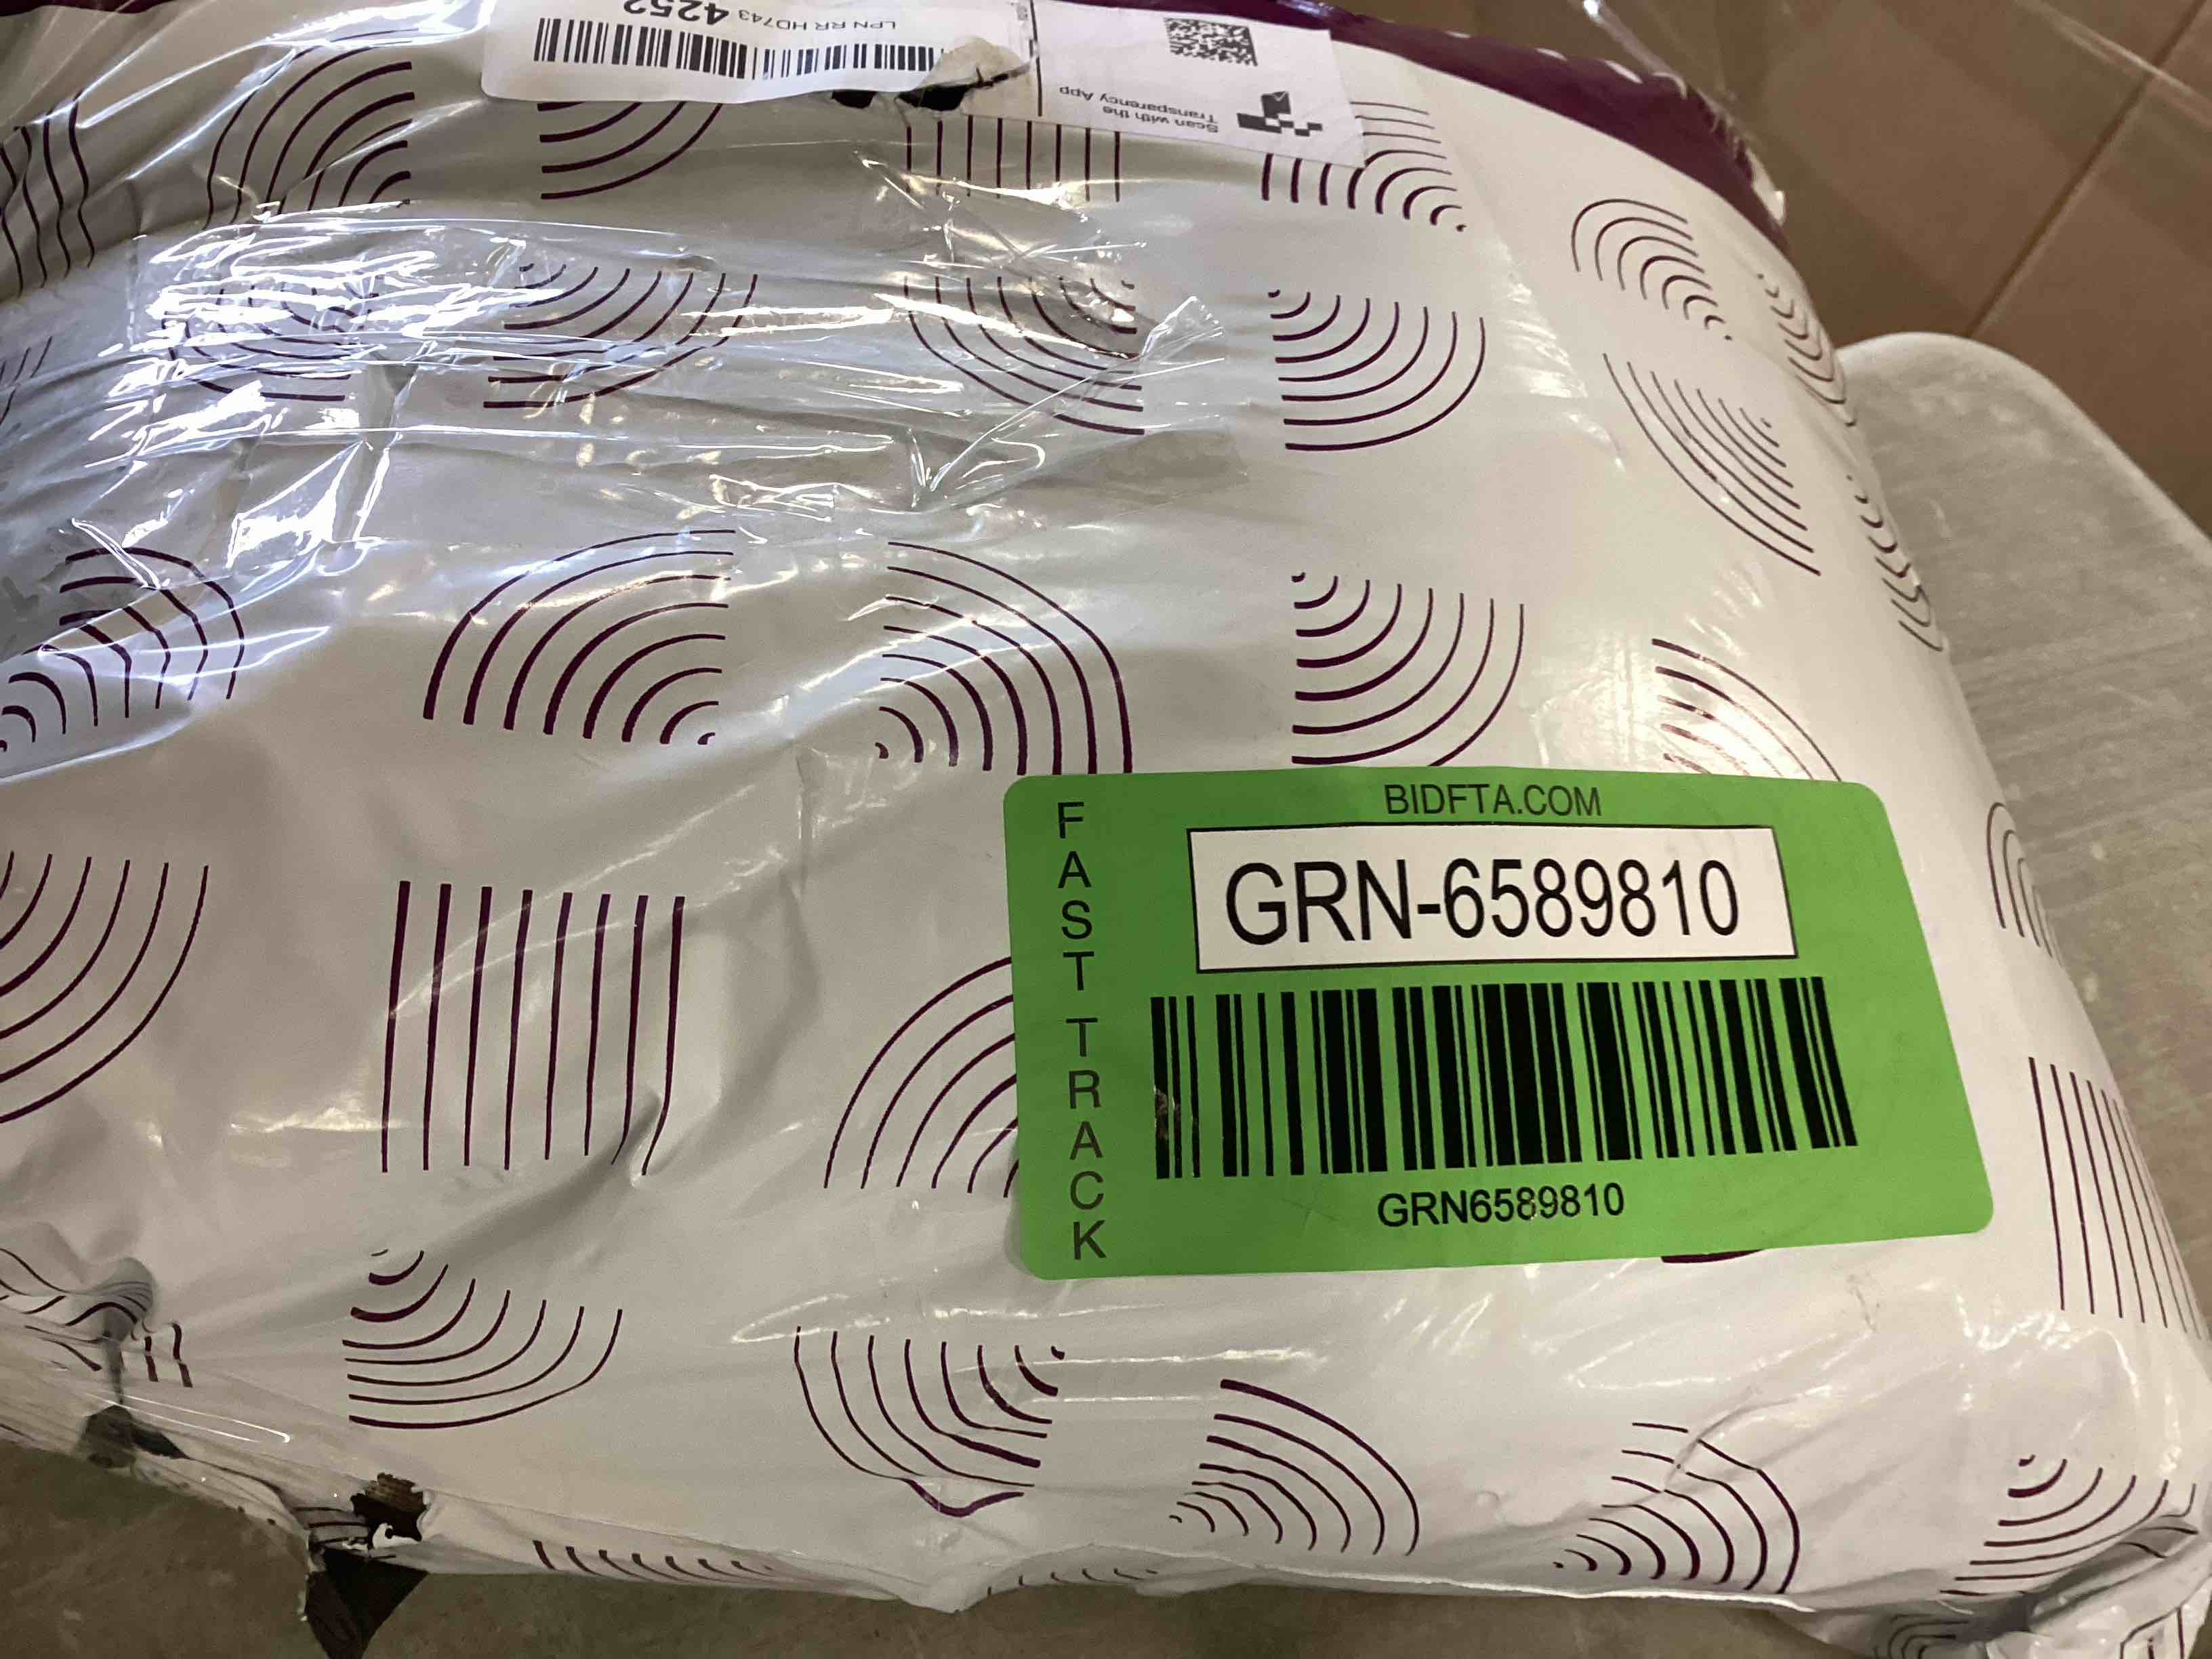 LPN RR HD743 4252
Scan with the
Transparency App
BIDFTA.COM
FAST TRACK
GRN-6589810
GRN6589810